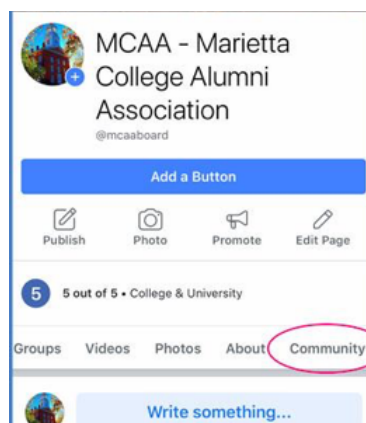 MCAA - Marietta
College Alumni
Association
@mcaaboard
Add a Button
Publish Photo Promote Edit Page
5 5 out of 5 • College & University
Groups Videos Photos About Community
Write something...